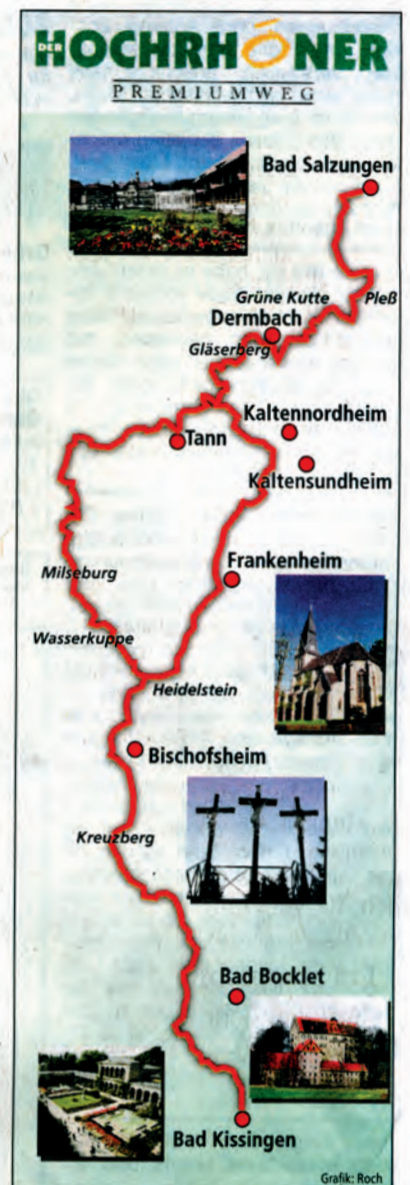 DER HOCHRHÖNER
PREMIUMWEG
Bad Salzungen
Grüne Kutte
Pleß
Dermbach
Gläserberg
Kaltennordheim
Tann
Kaltensundheim
Frankenheim
Milseburg
Wasserkuppe
Heidelstein
Bischofsheim
Kreuzberg
Bad Bocklet
Bad Kissingen
Grafik: Roch